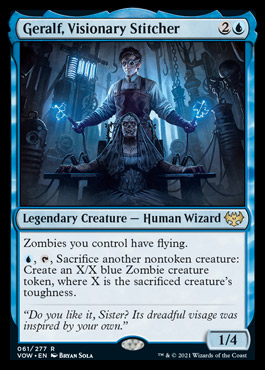 Geralf, Visionary Stitcher 2
Legendary Creature — Human Wizard
Zombies you control have flying.
, , Sacrifice another nontoken creature:
Create an X/X blue Zombie creature
token, where X is the sacrificed creature's
toughness.
"Do you like it, Sister? Its dreadful visage was
inspired by your own."
1/4
061/277 R
VOW • EN BRYAN SOLA
™ & © 2021 Wizards of the Coast